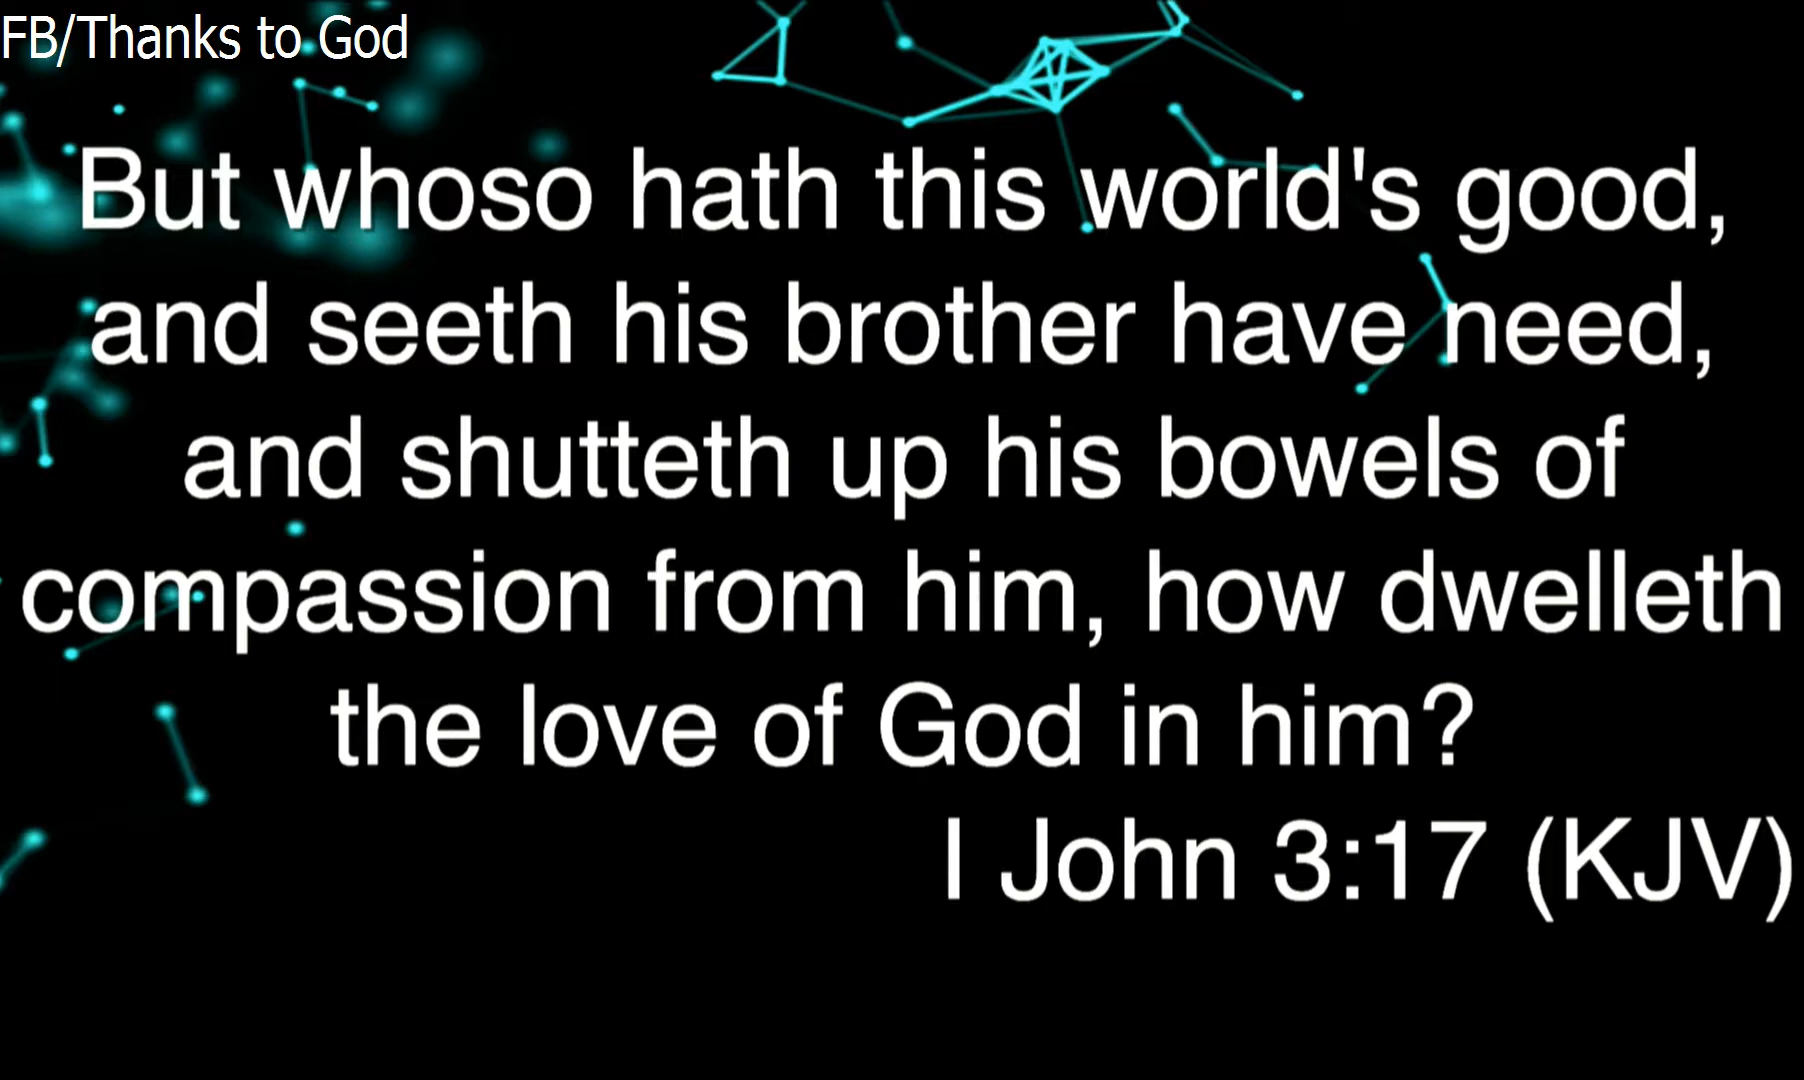 FB/Thanks to God
But whoso hath this world's good,
and seeth his brother have need,
and shutteth up his bowels of
compassion from him, how dwelleth
the love of God in him?
I John 3:17 (KJV)